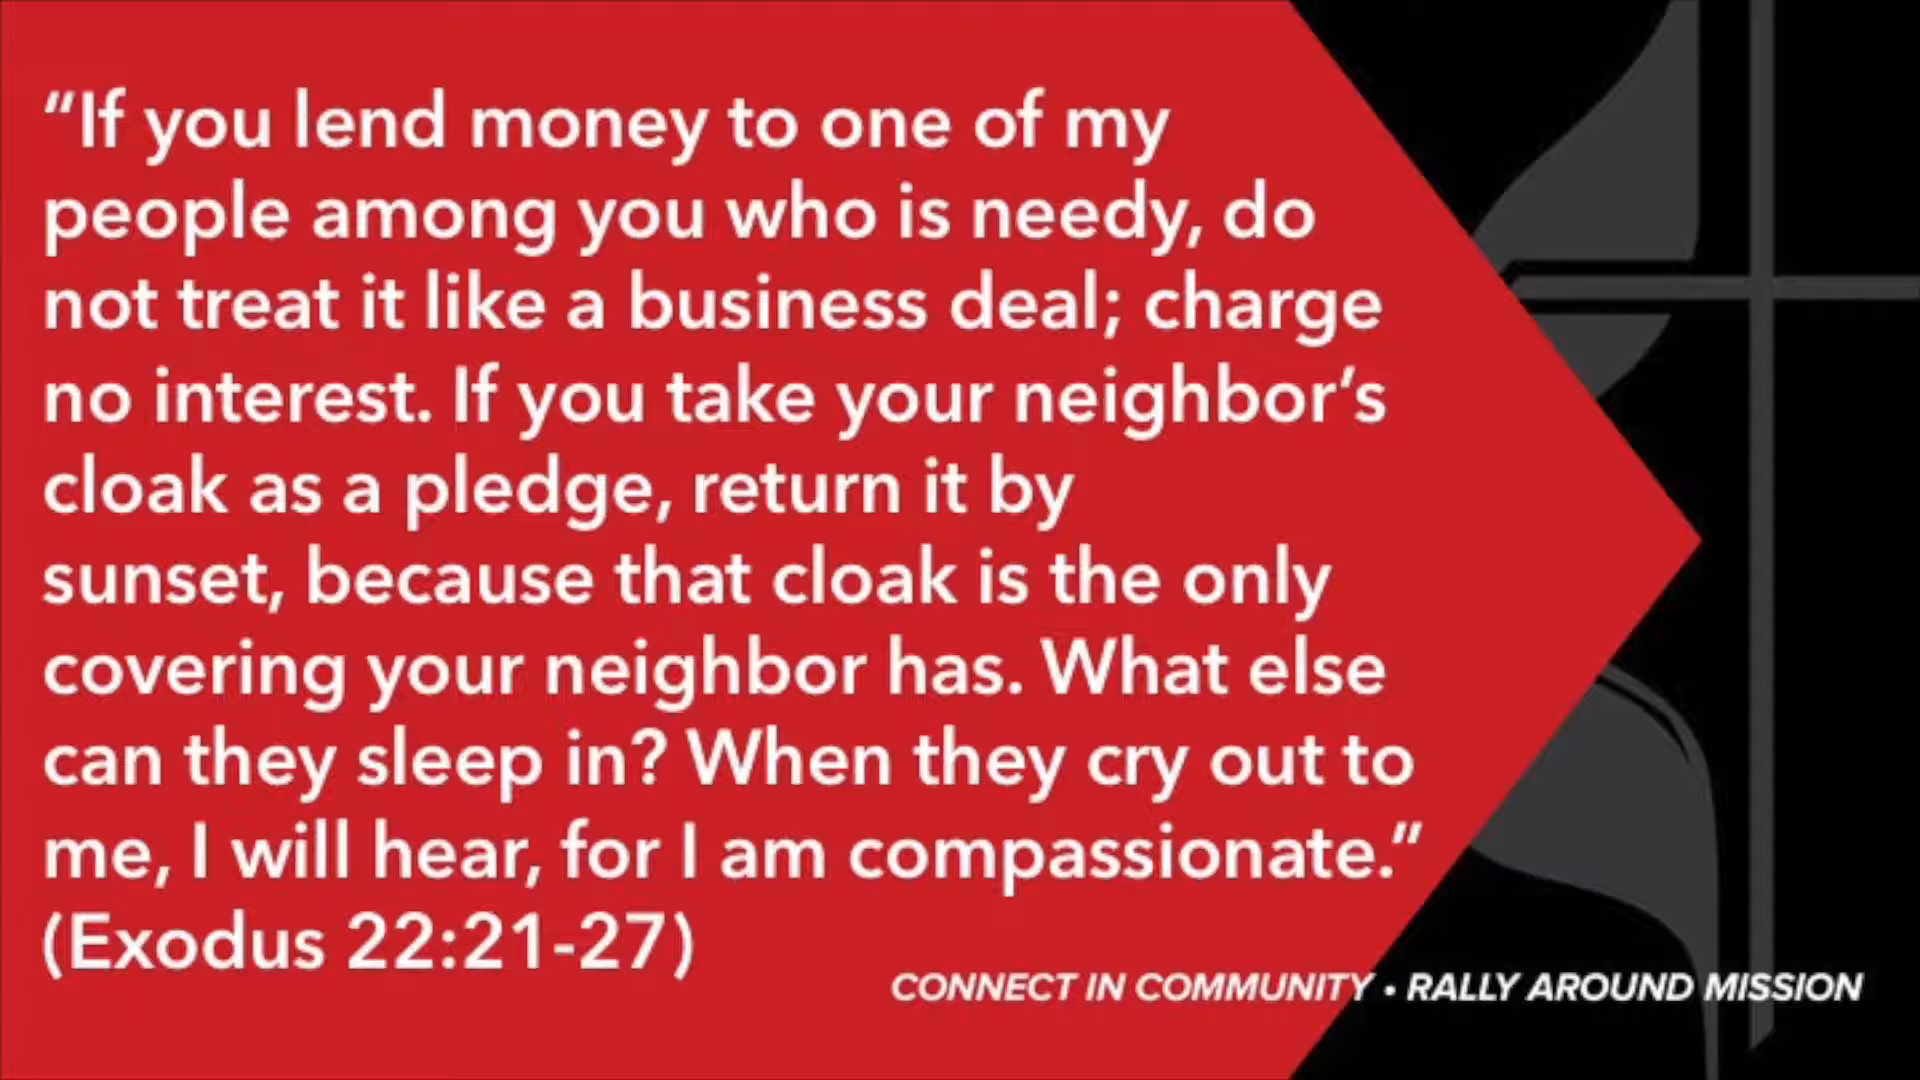 “If you lend money to one of my
people among you who is needy, do
not treat it like a business deal; charge
no interest. If you take your neighbor’s
cloak as a pledge, return it by
sunset, because that cloak is the only
covering your neighbor has. What else
can they sleep in? When they cry out to
me, I will hear, for I am compassionate.”
(Exodus 22:21-27)
CONNECT IN COMMUNITY • RALLY AROUND MISSION